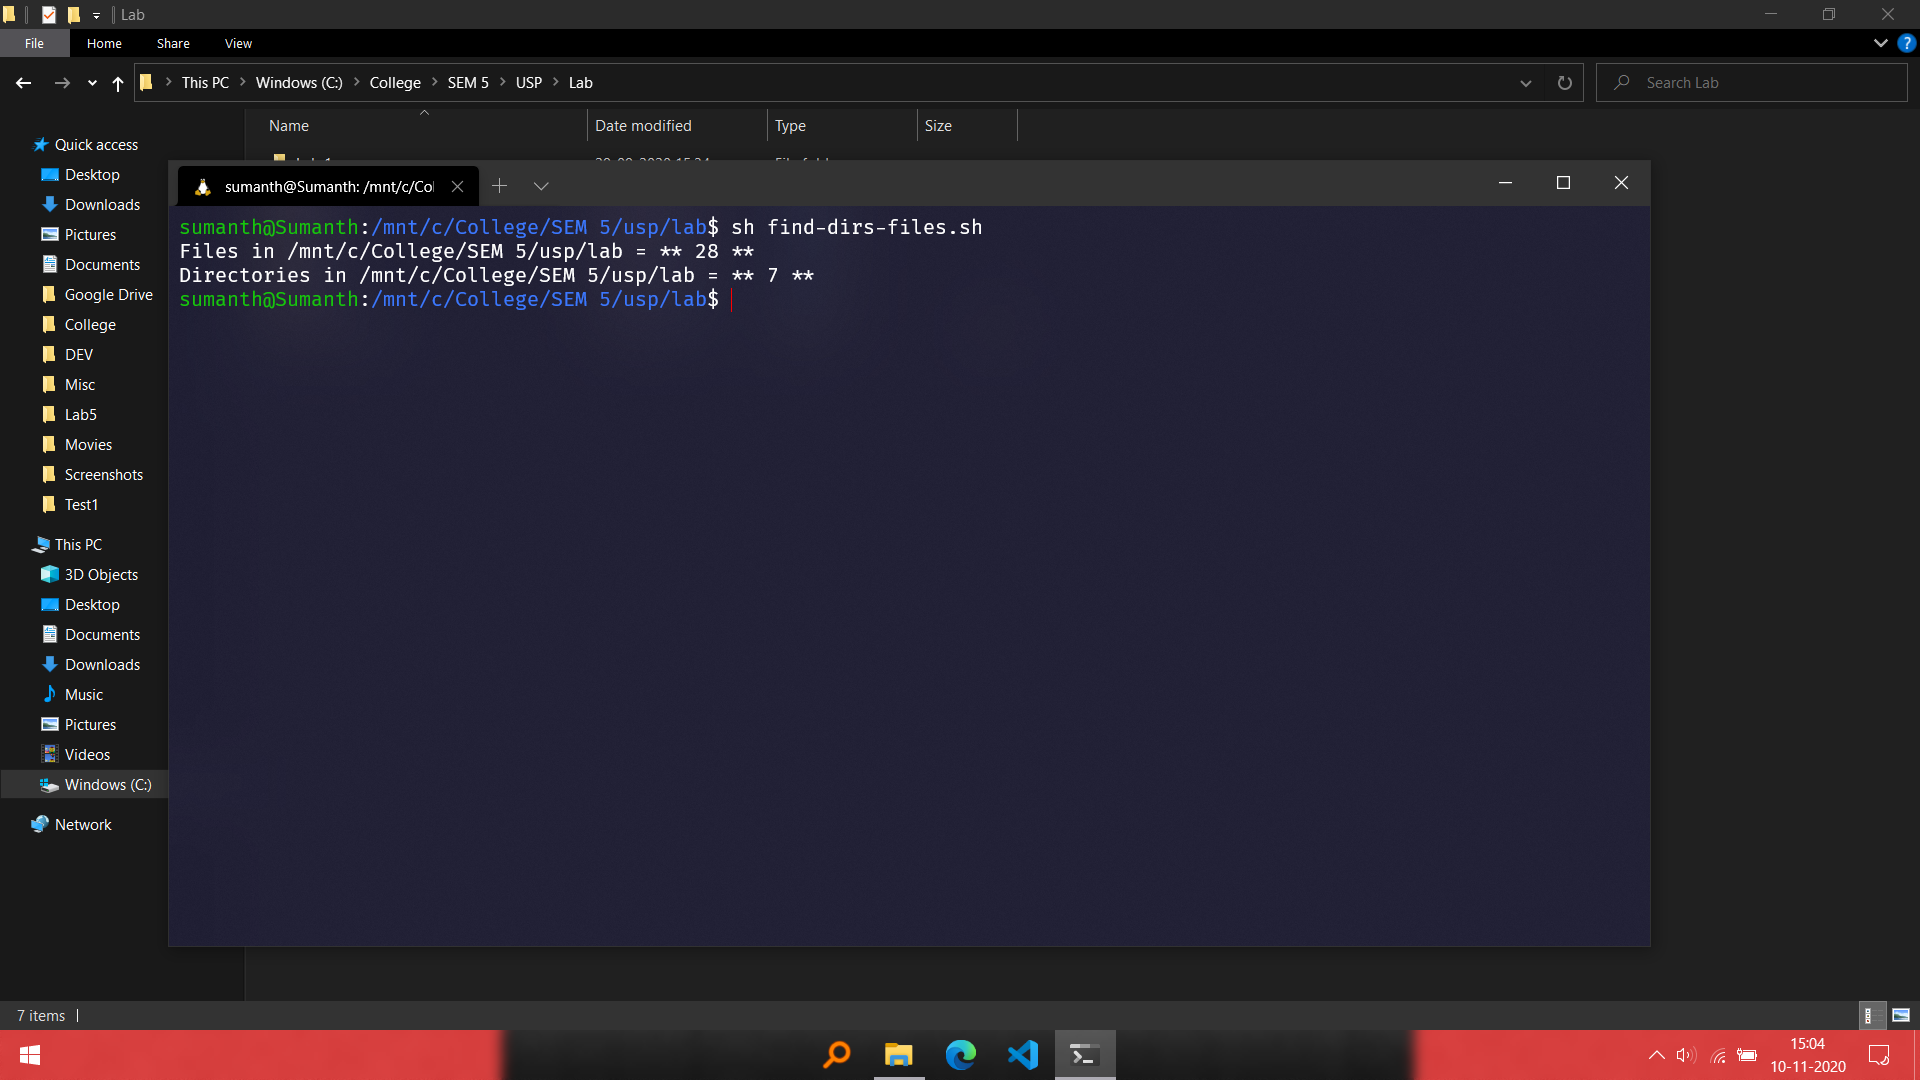 Lab
File Home Share View
This PC Windows (C:) College SEM 5 USP Lab
Search Lab
Name Date modified Type Size
Quick access
Desktop
Downloads
Pictures
Documents
Google Drive
College
DEV
Misc
Lab5
Movies
Screenshots
Test1
This PC
3D Objects
Desktop
Documents
Downloads
Music
Pictures
Videos
Windows (C:)
Network
sumanth@Sumanth: /mnt/c/Col
sumanth@Sumanth:/mnt/c/College/SEM 5/usp/lab$ sh find-dirs-files.sh
Files in /mnt/c/College/SEM 5/usp/lab = ** 28 **
Directories in /mnt/c/College/SEM 5/usp/lab = ** 7 **
sumanth@Sumanth:/mnt/c/College/SEM 5/usp/lab$
7 items
15:04
10-11-2020